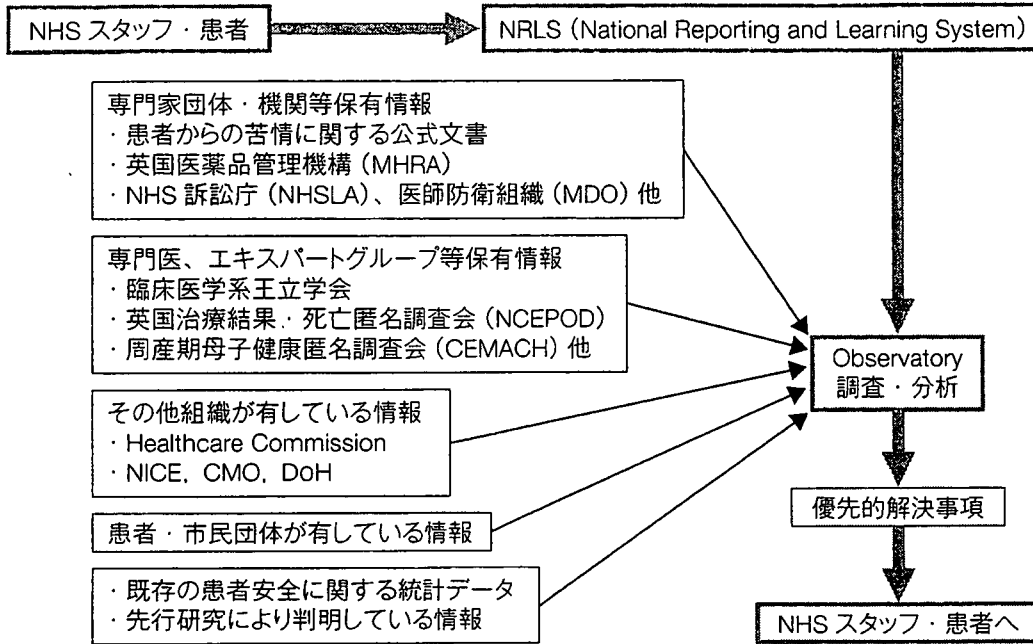 NHS スタッフ・患者
NRLS (National Reporting and Learning System)
専門家団体・機関等保有情報
・患者からの苦情に関する公式文書
・英国医薬品管理機構 (MHRA)
・NHS 訴訟庁 (NHSLA)、医師防衛組織 (MDO) 他
専門医、エキスパートグループ等保有情報
・臨床医学系王立学会
・英国治療結果・死亡匿名調査会 (NCEPOD)
・周産期母子健康匿名調査会 (CEMACH) 他
Observatory
調査・分析
その他組織が有している情報
・Healthcare Commission
・NICE, CMO, DoH
優先的解決事項
患者・市民団体が有している情報
・既存の患者安全に関する統計データ
・先行研究により判明している情報
NHS スタッフ・患者へ